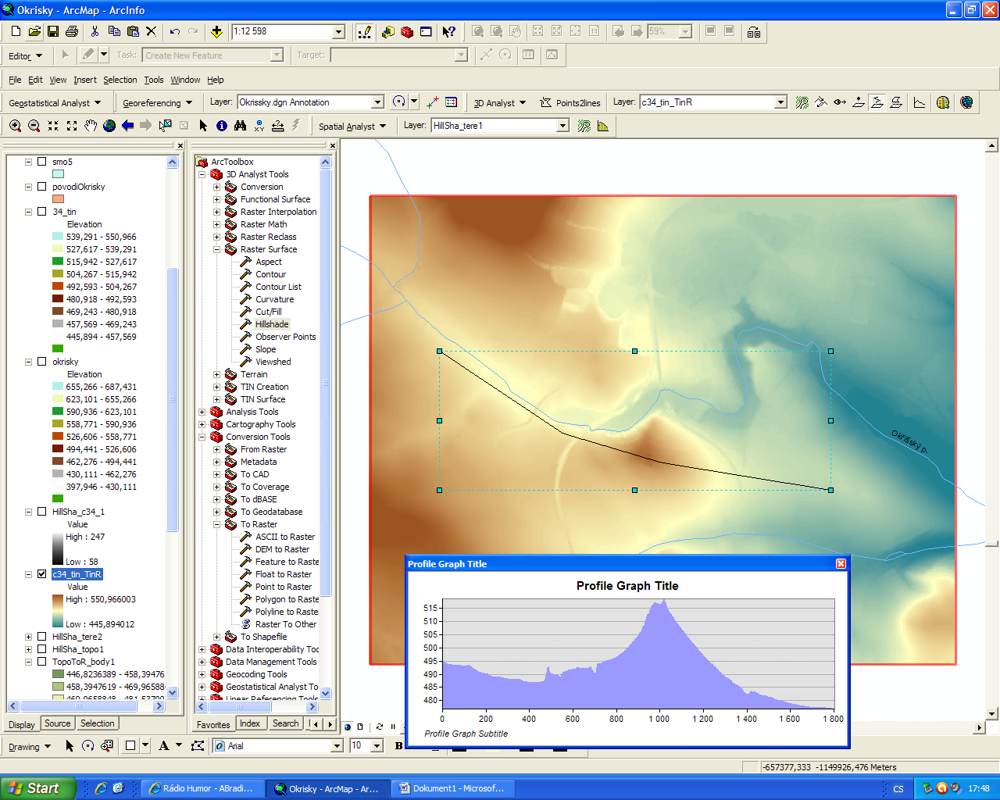 Okrisky - ArcMap - ArcInfo
1:12 598
59%
Editor
Task:
Create New Feature
Target:
File Edit View Insert Selection Tools Window Help
Geostatistical Analyst
Georeferencing
Layer:
Okrissky.dgn Annotation
3D Analyst
Points2lines
Layer:
c34_tin_TinR
Spatial Analyst
Layer:
HillSha_tere1
smo5
povodiOkrisky
34_tin
Elevation
539,291 - 550,966
527,617 - 539,291
515,942 - 527,617
504,267 - 515,942
492,593 - 504,267
480,918 - 492,593
469,243 - 480,918
457,569 - 469,243
445,894 - 457,569
okrisky
Elevation
655,266 - 687,431
623,101 - 655,266
590,936 - 623,101
558,771 - 590,936
526,606 - 558,771
494,441 - 526,606
462,276 - 494,441
430,111 - 462,276
397,946 - 430,111
HillSha_c34_1
Value
High : 247
Low : 58
c34_tin_TinR
Value
High : 550,966003
Low : 445,894012
HillSha_tere2
HillSha_topo1
TopoToR_body1
446,8236389 - 458,39476
458,3947619 - 469,96588
469,9658848 - 481,53700
Display
Source
Selection
ArcToolbox
3D Analyst Tools
Conversion
Functional Surface
Raster Interpolation
Raster Math
Raster Reclass
Raster Surface
Aspect
Contour
Contour List
Curvature
Cut/Fill
Hillshade
Observer Points
Slope
Viewshed
Terrain
TIN Creation
TIN Surface
Analysis Tools
Cartography Tools
Conversion Tools
From Raster
Metadata
To CAD
To Coverage
To dBASE
To Geodatabase
To Raster
ASCII to Raster
DEM to Raster
Feature to Raste
Float to Raster
Point to Raster
Polygon to Raste
Polyline to Raste
Raster To Other
To Shapefile
Data Interoperability Too
Data Management Tools
Geocoding Tools
Geostatistical Analyst To
Linear Referencing Tools
Favorites
Index
Search
Okříšský p.
Profile Graph Title
Profile Graph Title
515
510
505
500
495
490
485
480
0 200 400 600 800 1 000 1 200 1 400 1 600 1 800
Profile Graph Subtitle
Drawing
A
Arial
10
B
-657377,333 -1149926,476 Meters
Start
Rádio Humor - ABradi...
Okrisky - ArcMap - Ar...
Dokument1 - Microsof...
CS
17:48